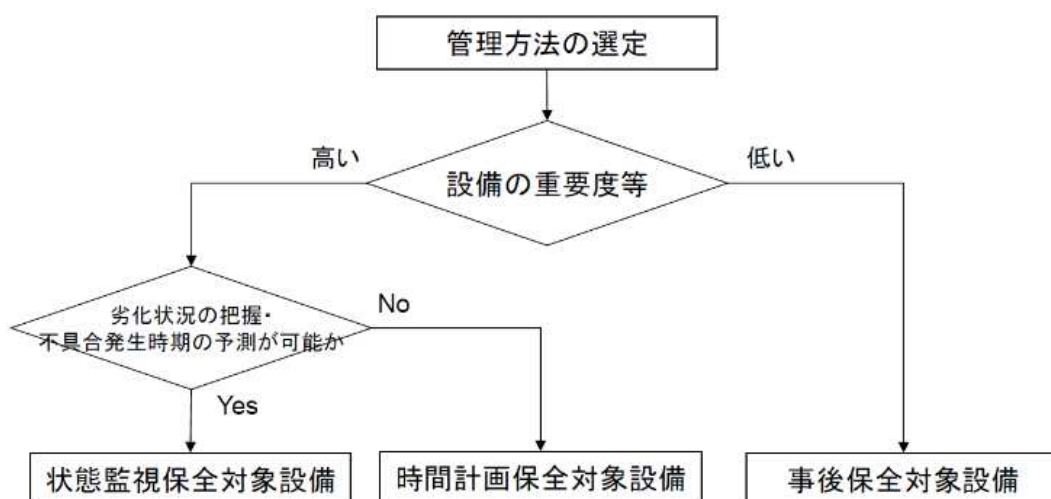 管理方法の選定
高い
低い
設備の重要度等
劣化状況の把握・
不具合発生時期の予測が可能か
No
Yes
状態監視保全対象設備
時間計画保全対象設備
事後保全対象設備